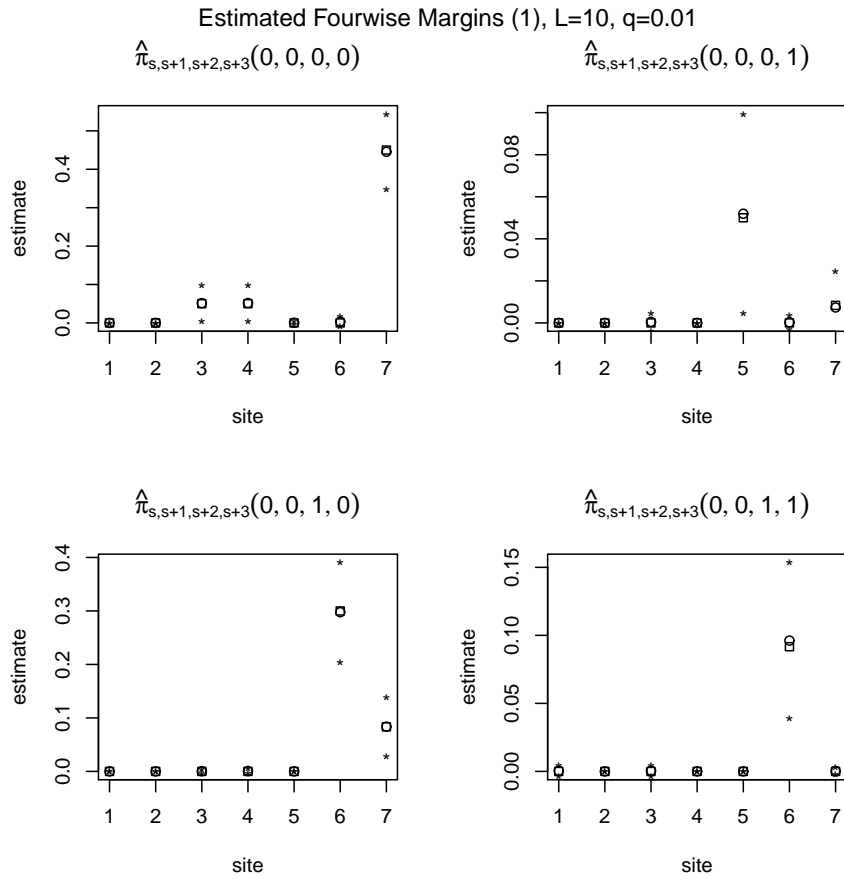 Estimated Fourwise Margins (1), L=10, q=0.01
π̂s,s+1,s+2,s+3(0, 0, 0, 0)
estimate
0.0 0.2 0.4
1 2 3 4 5 6 7
site
π̂s,s+1,s+2,s+3(0, 0, 0, 1)
estimate
0.00 0.04 0.08
1 2 3 4 5 6 7
site
π̂s,s+1,s+2,s+3(0, 0, 1, 0)
estimate
0.0 0.1 0.2 0.3 0.4
1 2 3 4 5 6 7
site
π̂s,s+1,s+2,s+3(0, 0, 1, 1)
estimate
0.00 0.05 0.10 0.15
1 2 3 4 5 6 7
site